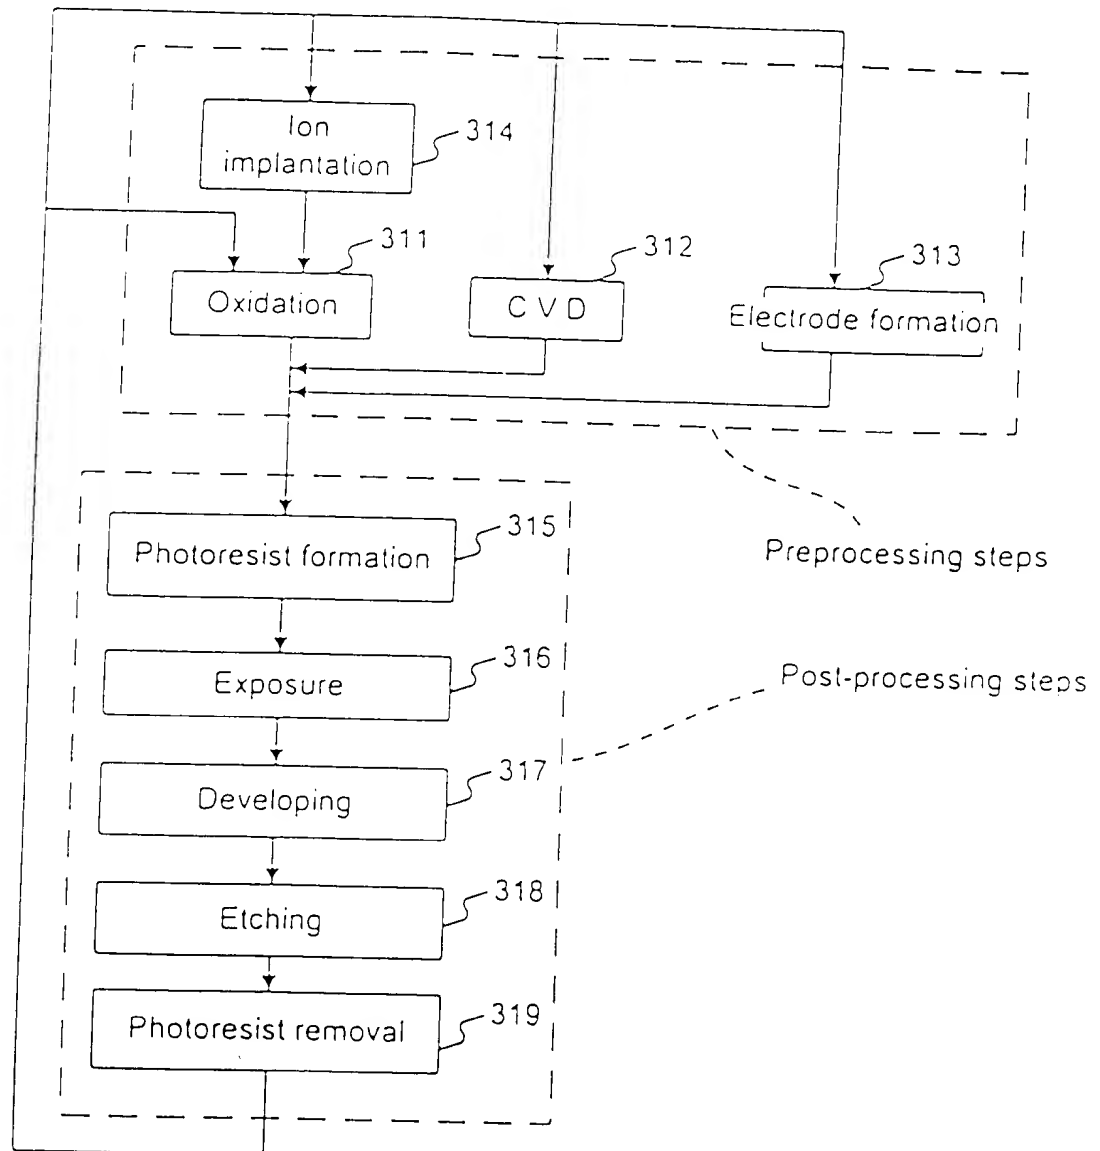 Ion
implantation
314
Oxidation
311
C V D
312
Electrode formation
313
Preprocessing steps
Photoresist formation
315
Exposure
316
Post-processing steps
Developing
317
Etching
318
Photoresist removal
319